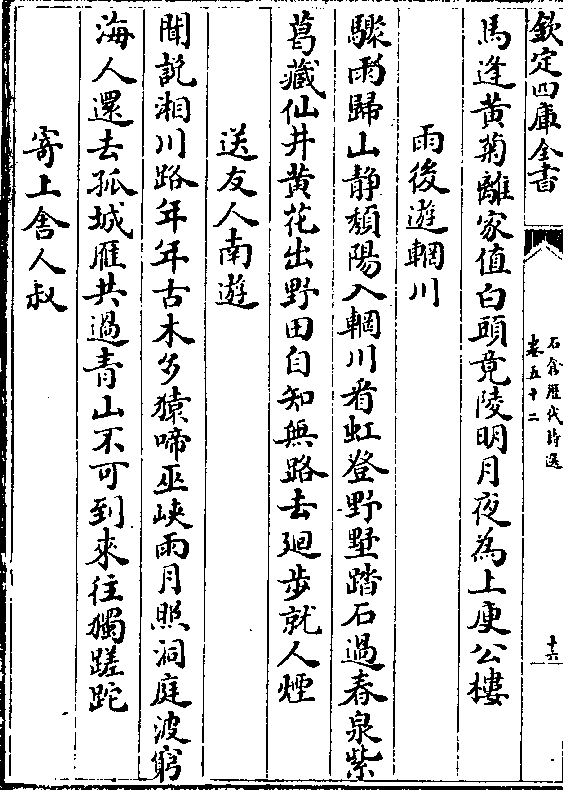 欽定四庫全書
石倉歷代詩選
卷五十二
十六
馬逢黃菊離家值白頭竟陵明月夜為上庾公樓
雨後遊輞川
驟雨歸山静頽陽入輞川看虹登野墅踏石過春泉紫
葛藏仙井黄花出野田自知無路去廻步就人煙
送友人南遊
聞說湘川路年年古木多猿啼巫峽雨月照洞庭波窮
海人還去孤城雁共過青山不可到來往獨蹉跎
寄上舍人叔